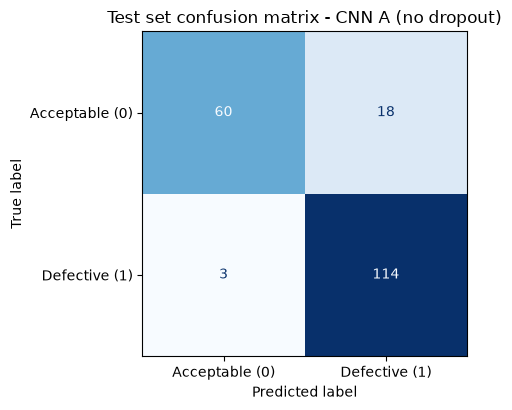 Test set confusion matrix - CNN A (no dropout)
True label
Acceptable (0)
60
18
Defective (1)
3
114
Acceptable (0)
Defective (1)
Predicted label